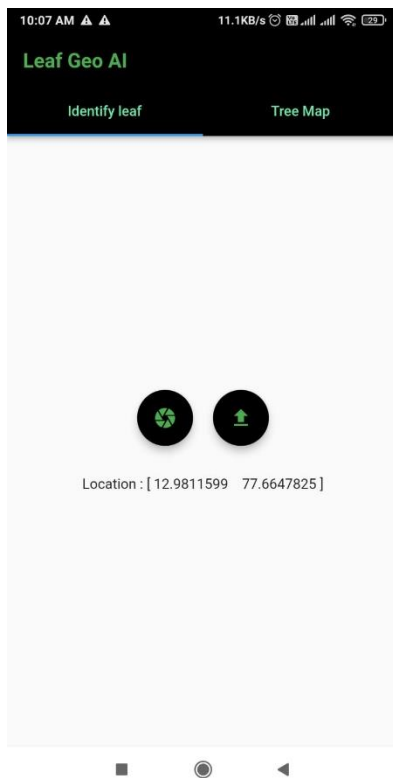 10:07 AM 11.1KB/s 29
Leaf Geo AI
Identify leaf Tree Map
Location : [ 12.9811599 77.6647825 ]